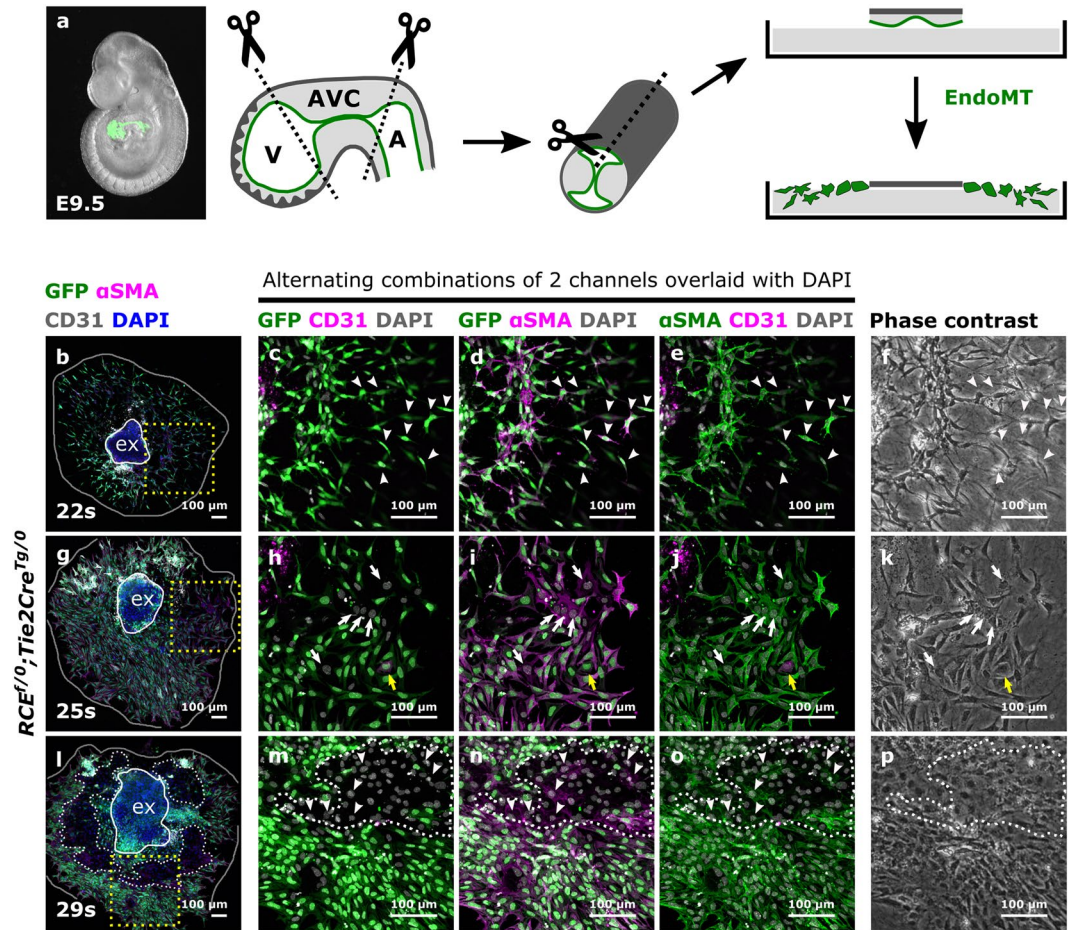 a
E9.5
AVC
V
A
EndoMT
Alternating combinations of 2 channels overlaid with DAPI
GFP αSMA
CD31 DAPI
GFP CD31 DAPI
GFP αSMA DAPI
αSMA CD31 DAPI
Phase contrast
RCE^f/0;Tie2Cre^Tg/0
b
ex
22s
100 µm
c
100 µm
d
100 µm
e
100 µm
f
100 µm
g
ex
25s
100 µm
h
100 µm
i
100 µm
j
100 µm
k
100 µm
l
ex
29s
100 µm
m
100 µm
n
100 µm
o
100 µm
p
100 µm